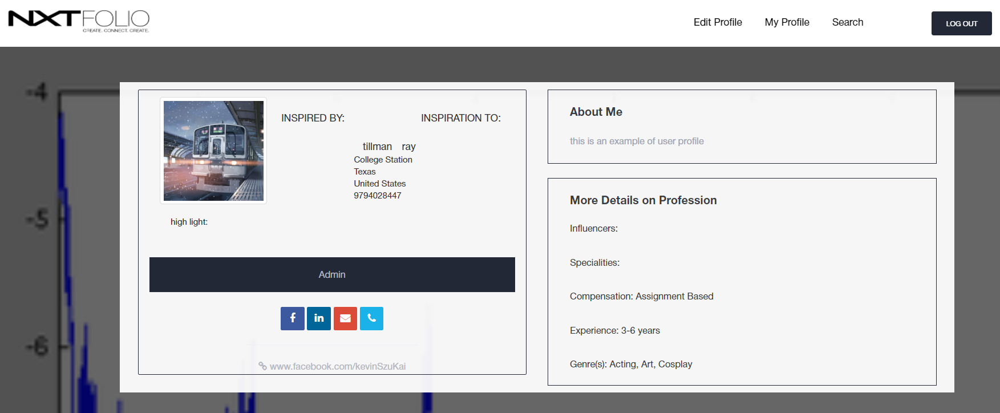 NXTFOLIO
CREATE. CONNECT. CREATE.
Edit Profile
My Profile
Search
LOG OUT
-4
-5
-6
INSPIRED BY:
INSPIRATION TO:
tillman ray
College Station
Texas
United States
9794028447
high light:
Admin
f
in
www.facebook.com/kevinSzuKai
About Me
this is an example of user profile
More Details on Profession
Influencers:
Specialities:
Compensation: Assignment Based
Experience: 3-6 years
Genre(s): Acting, Art, Cosplay